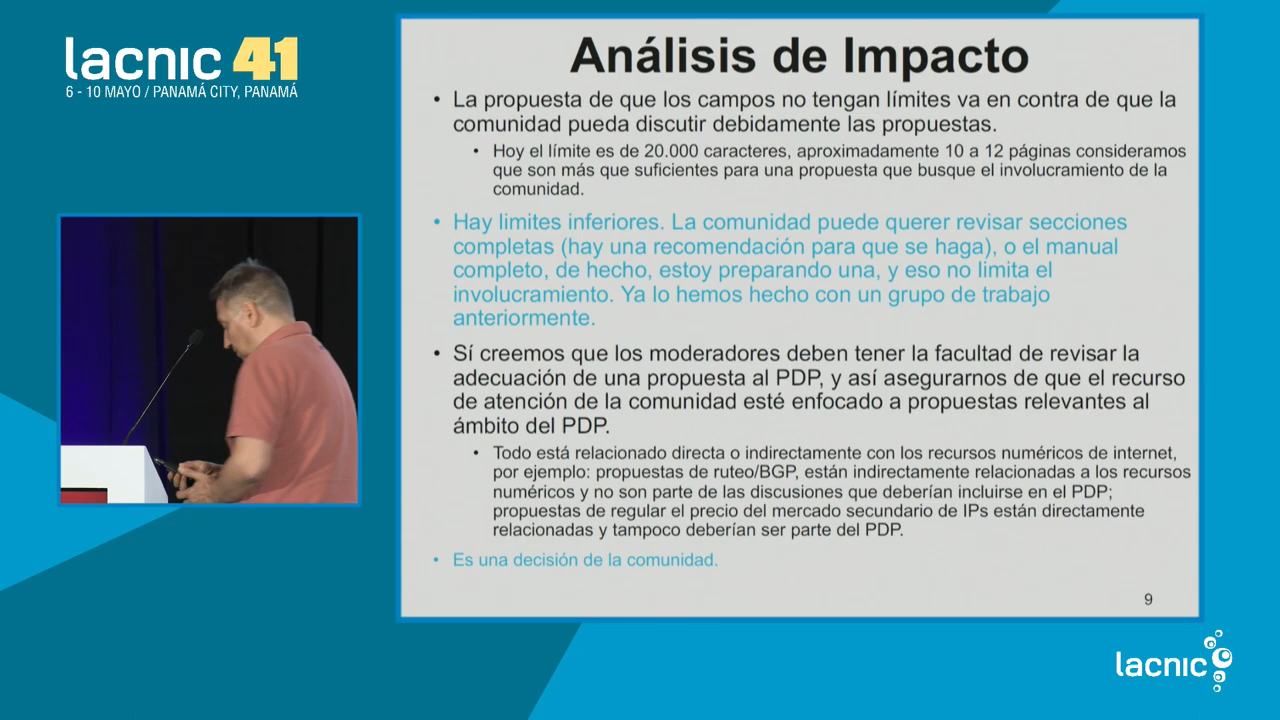 lacnic 41
6 - 10 MAYO / PANAMÁ CITY, PANAMÁ
Análisis de Impacto
• La propuesta de que los campos no tengan límites va en contra de que la
comunidad pueda discutir debidamente las propuestas.
• Hoy el límite es de 20.000 caracteres, aproximadamente 10 a 12 páginas consideramos
que son más que suficientes para una propuesta que busque el involucramiento de la
comunidad.
• Hay limites inferiores. La comunidad puede querer revisar secciones
completas (hay una recomendación para que se haga), o el manual
completo, de hecho, estoy preparando una, y eso no limita el
involucramiento. Ya lo hemos hecho con un grupo de trabajo
anteriormente.
• Sí creemos que los moderadores deben tener la facultad de revisar la
adecuación de una propuesta al PDP, y así asegurarnos de que el recurso
de atención de la comunidad esté enfocado a propuestas relevantes al
ámbito del PDP.
• Todo está relacionado directa o indirectamente con los recursos numéricos de internet,
por ejemplo: propuestas de ruteo/BGP, están indirectamente relacionadas a los recursos
numéricos y no son parte de las discusiones que deberían incluirse en el PDP;
propuestas de regular el precio del mercado secundario de IPs están directamente
relacionadas y tampoco deberían ser parte del PDP.
• Es una decisión de la comunidad.
9
lacnic